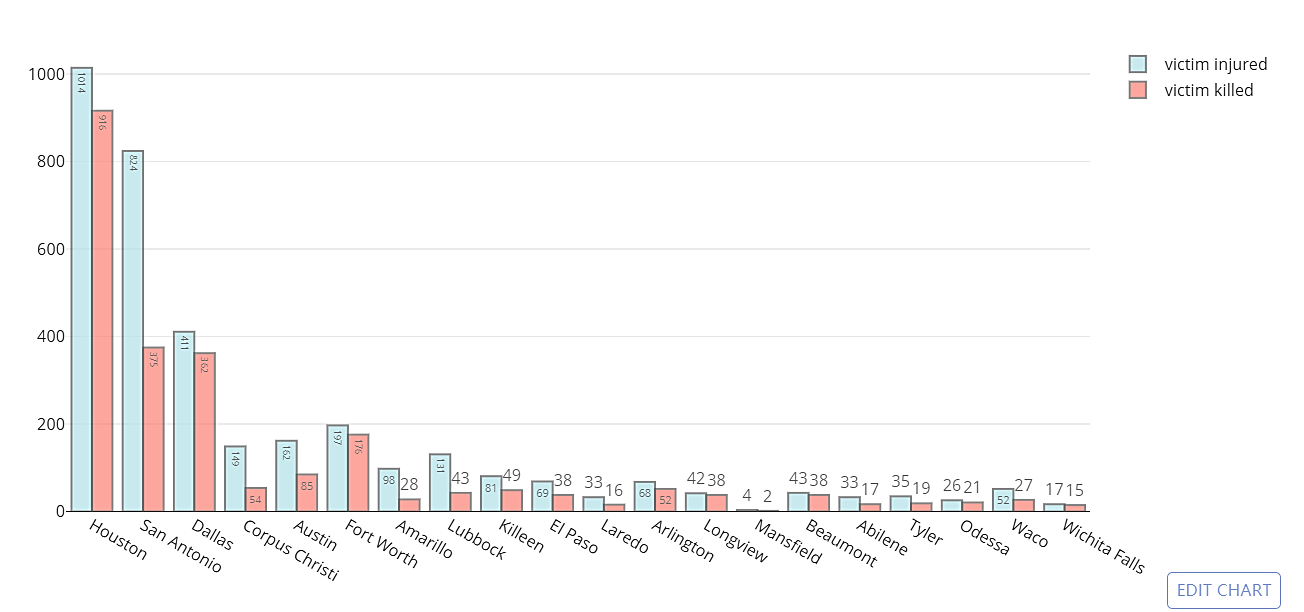 victim injured
victim killed
1000
800
600
400
200
0
1014
916
824
375
411
362
149
54
162
85
197
176
98
28
131
43
81
49
69
38
33
16
68
52
42
38
4
2
43
38
33
17
35
19
26
21
52
27
17
15
Houston
San Antonio
Dallas
Corpus Christi
Austin
Fort Worth
Amarillo
Lubbock
Killeen
El Paso
Laredo
Arlington
Longview
Mansfield
Beaumont
Abilene
Tyler
Odessa
Waco
Wichita Falls
EDIT CHART